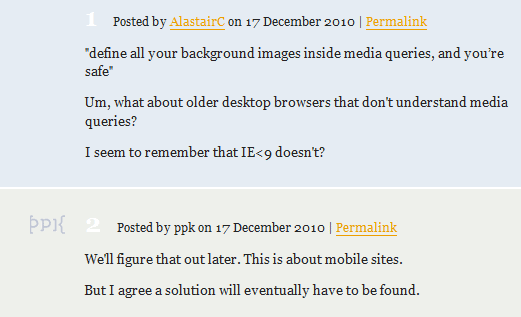 1 Posted by AlastairC on 17 December 2010 | Permalink
"define all your background images inside media queries, and you’re
safe"
Um, what about older desktop browsers that don't understand media
queries?
I seem to remember that IE<9 doesn't?
þpk{
2 Posted by ppk on 17 December 2010 | Permalink
We'll figure that out later. This is about mobile sites.
But I agree a solution will eventually have to be found.